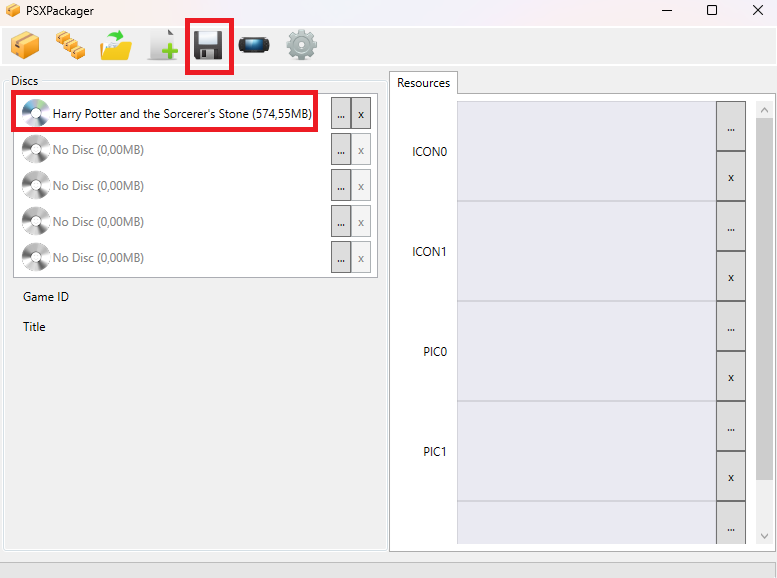 PSXPackager
Discs
Harry Potter and the Sorcerer's Stone (574,55MB) ... x
No Disc (0,00MB) ... x
No Disc (0,00MB) ... x
No Disc (0,00MB) ... x
No Disc (0,00MB) ... x
Game ID
Title
Resources
ICON0
...
x
ICON1
...
x
PIC0
...
x
PIC1
...
x
...